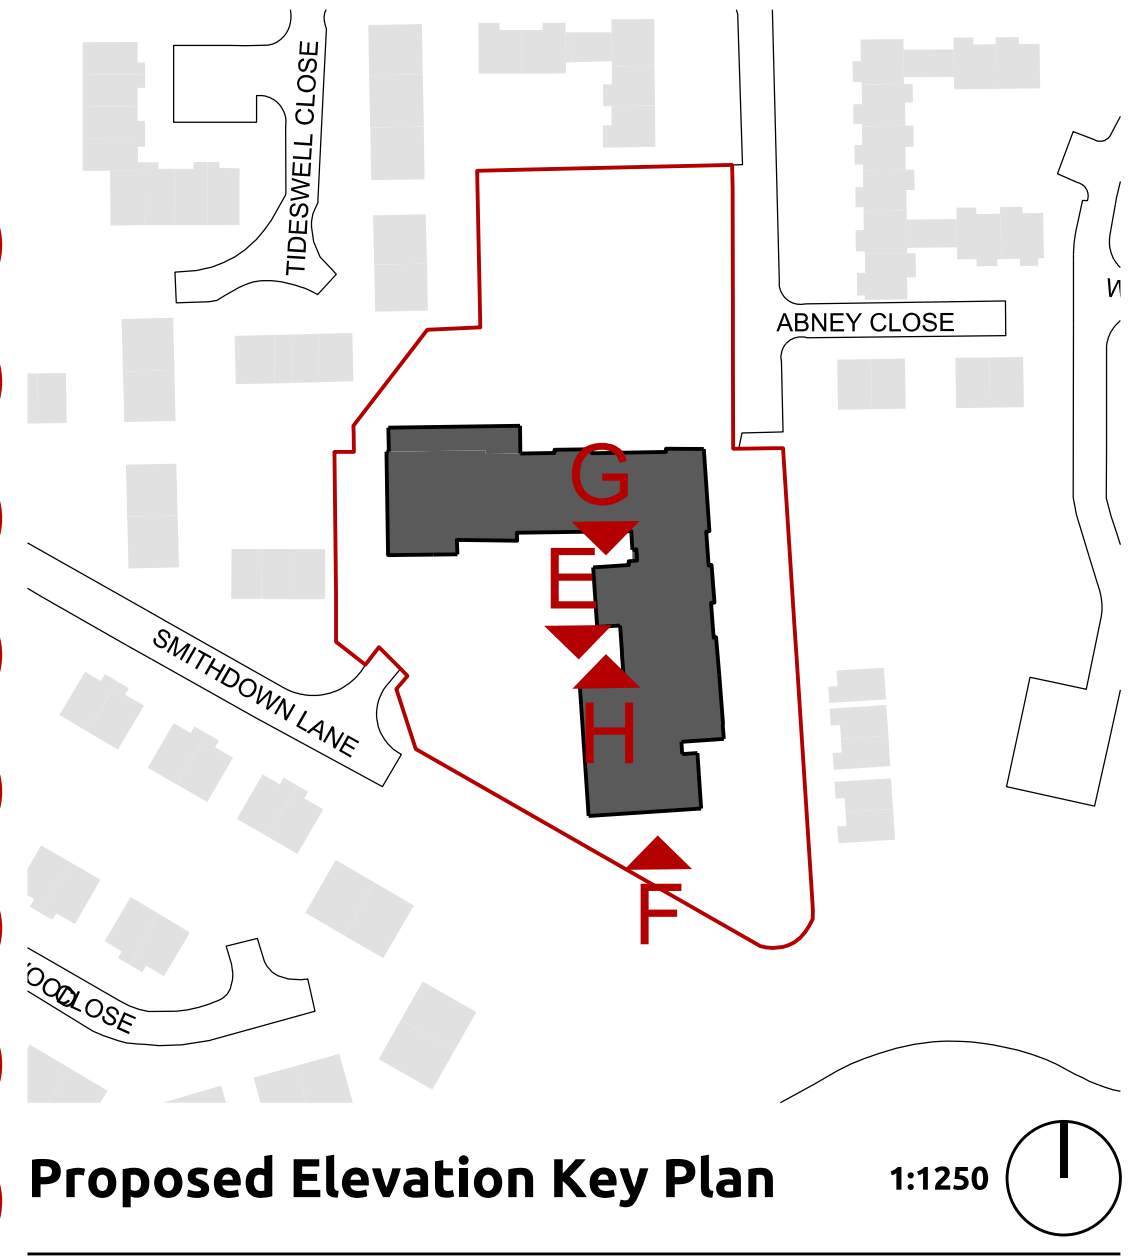 TIDESWELL CLOSE
ABNEY CLOSE
G
E
SMITHDOWN LANE
H
F
CLOSE
Proposed Elevation Key Plan
1:1250